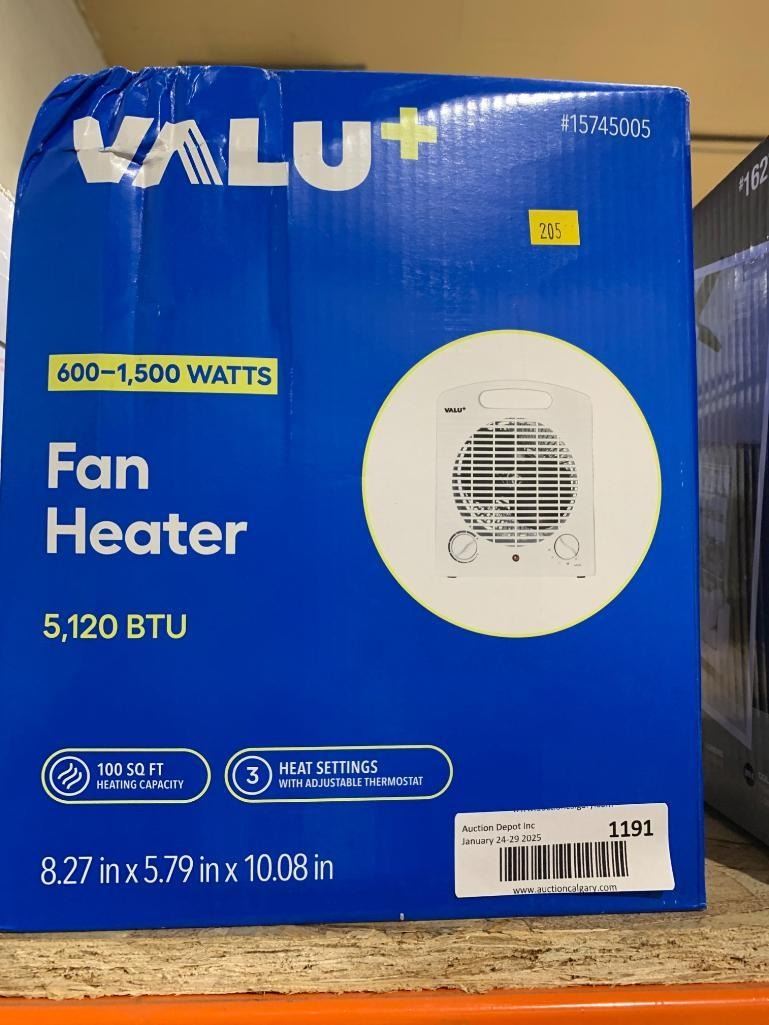 VALU+
#15745005
205
600–1,500 WATTS
VALU+
Fan
Heater
5,120 BTU
100 SQ FT
HEATING CAPACITY
3
HEAT SETTINGS
WITH ADJUSTABLE THERMOSTAT
8.27 in x 5.79 in x 10.08 in
Auction Depot Inc
January 24-29 2025
1191
www.auctioncalgary.com
#162